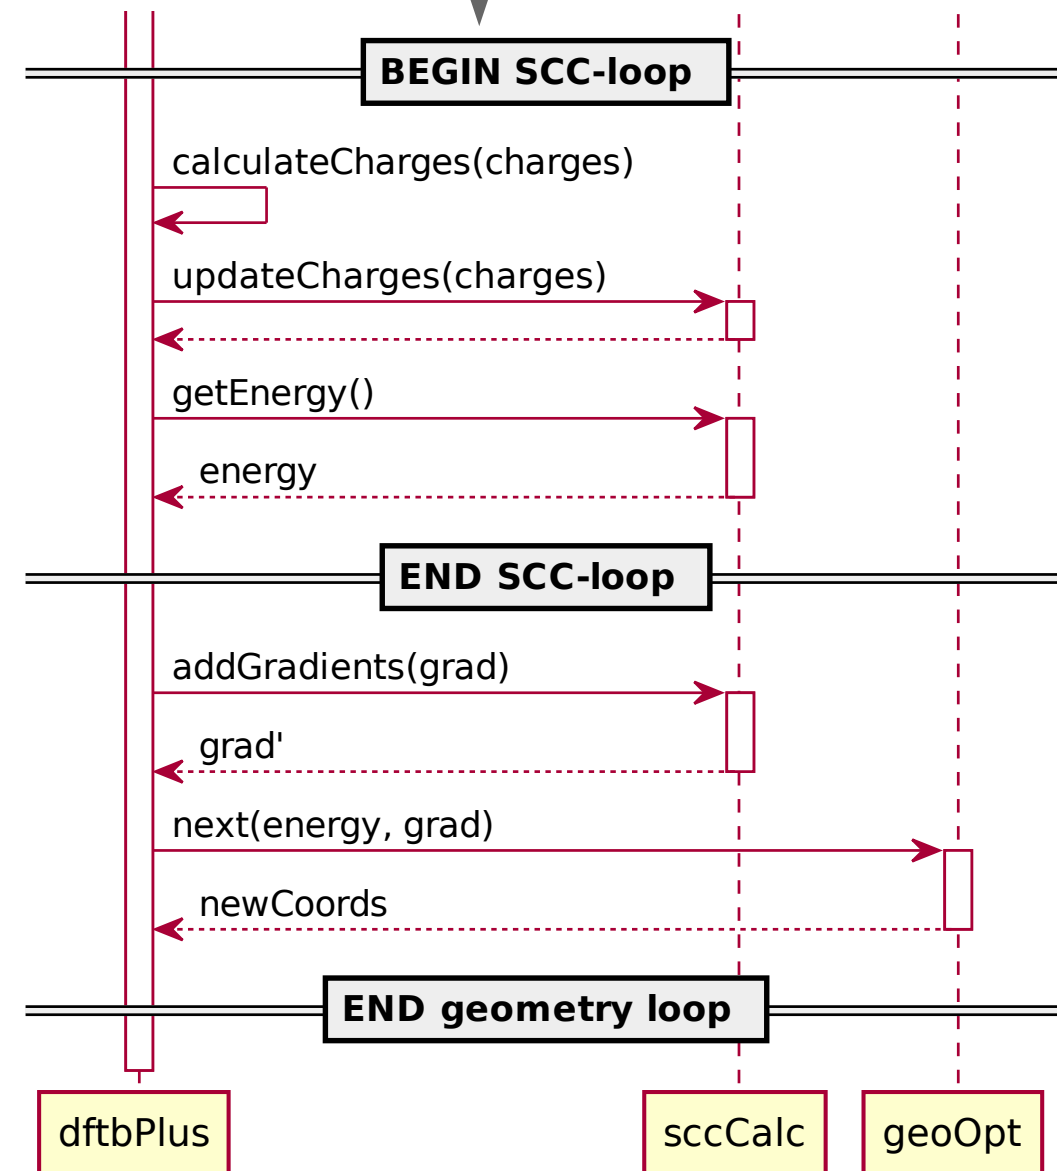 BEGIN SCC-loop
calculateCharges(charges)
updateCharges(charges)
getEnergy()
energy
END SCC-loop
addGradients(grad)
grad'
next(energy, grad)
newCoords
END geometry loop
dftbPlus sccCalc geoOpt